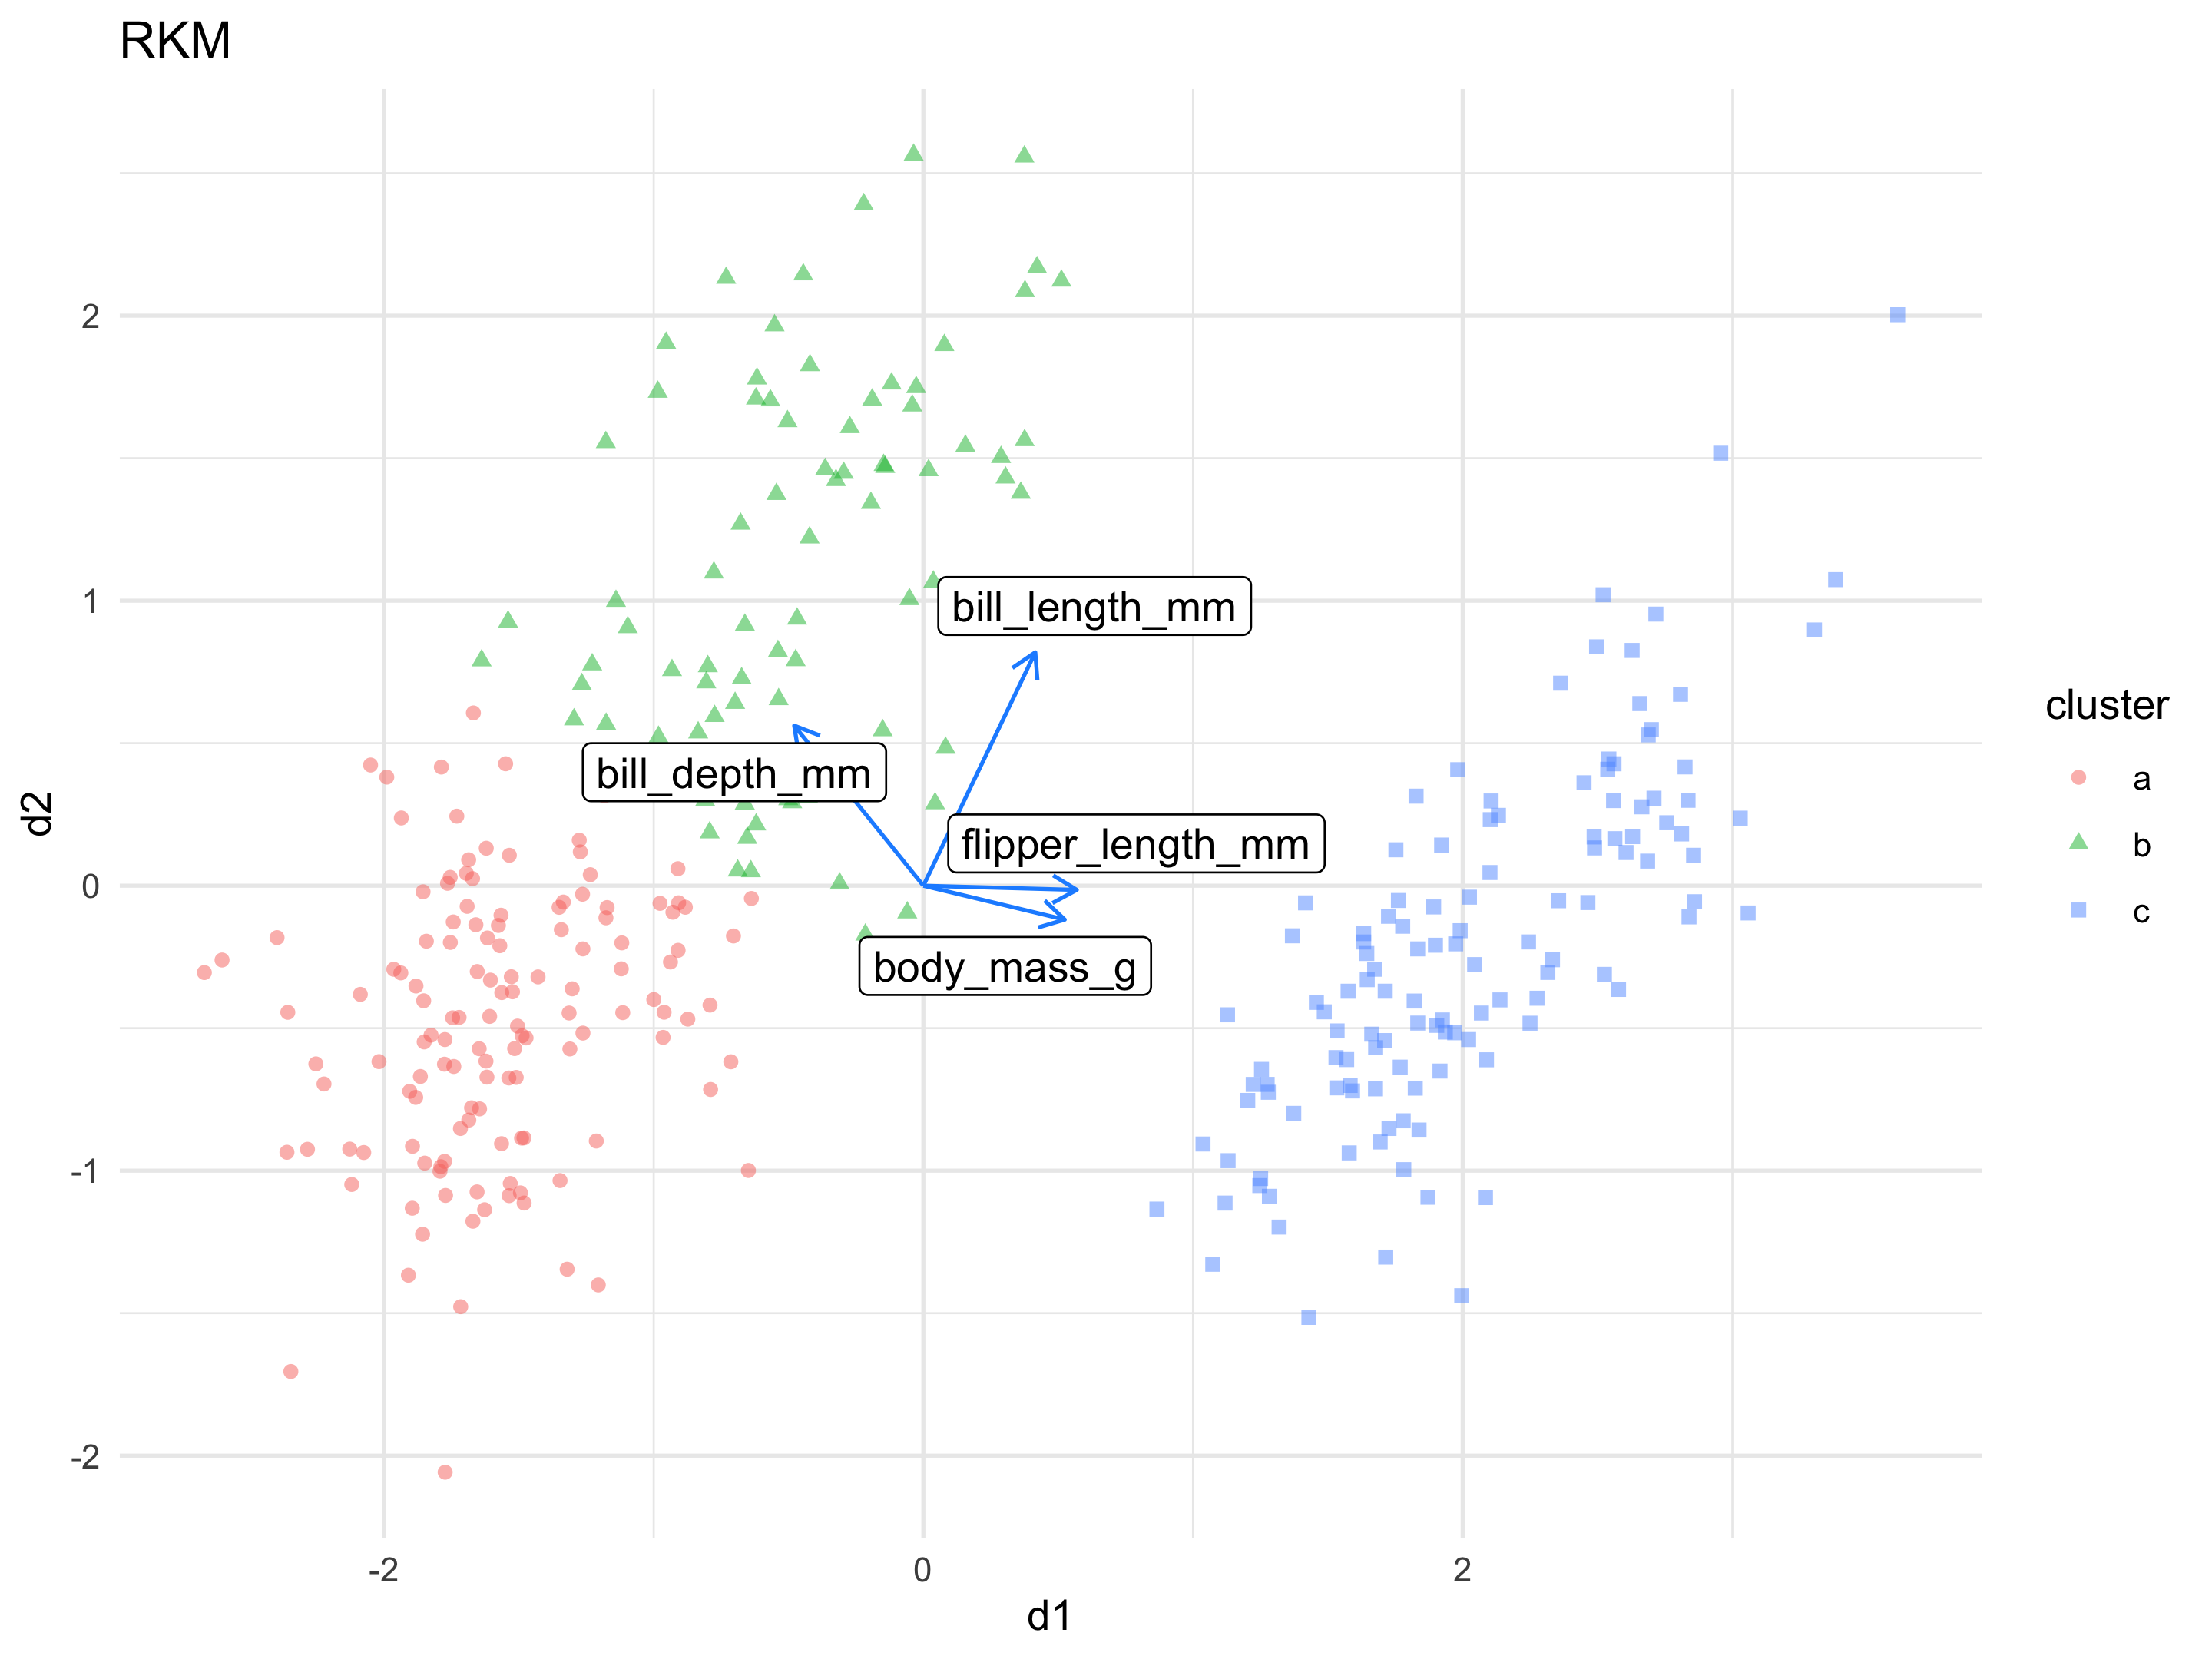 RKM
2
1
0
-1
-2
d2
bill_length_mm
bill_depth_mm
flipper_length_mm
body_mass_g
-2
0
2
d1
cluster
a
b
c